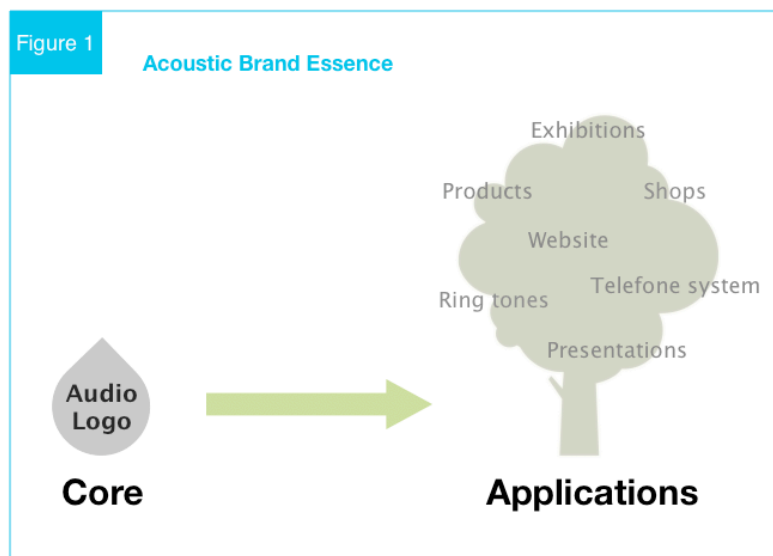 Figure 1
Acoustic Brand Essence
Exhibitions
Products
Shops
Website
Telefone system
Ring tones
Presentations
Audio
Logo
Core
Applications